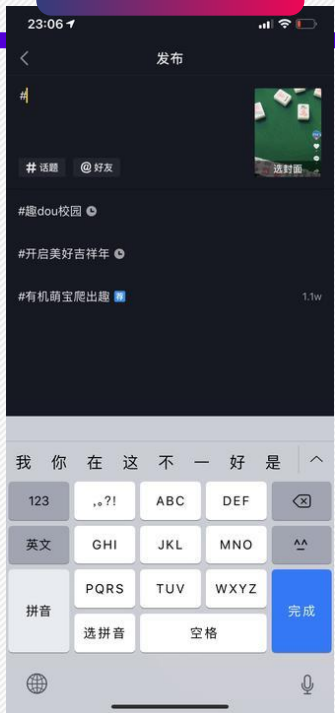 23:06
发布
#
# 话题 @ 好友
选封面
#趣dou校园
#开启美好吉祥年
#有机萌宝爬出趣 荐 1.1w
我 你 在 这 不 一 好 是
123 ,。?! ABC DEF
英文 GHI JKL MNO ^^
拼音 PQRS TUV WXYZ 完成
选拼音 空格